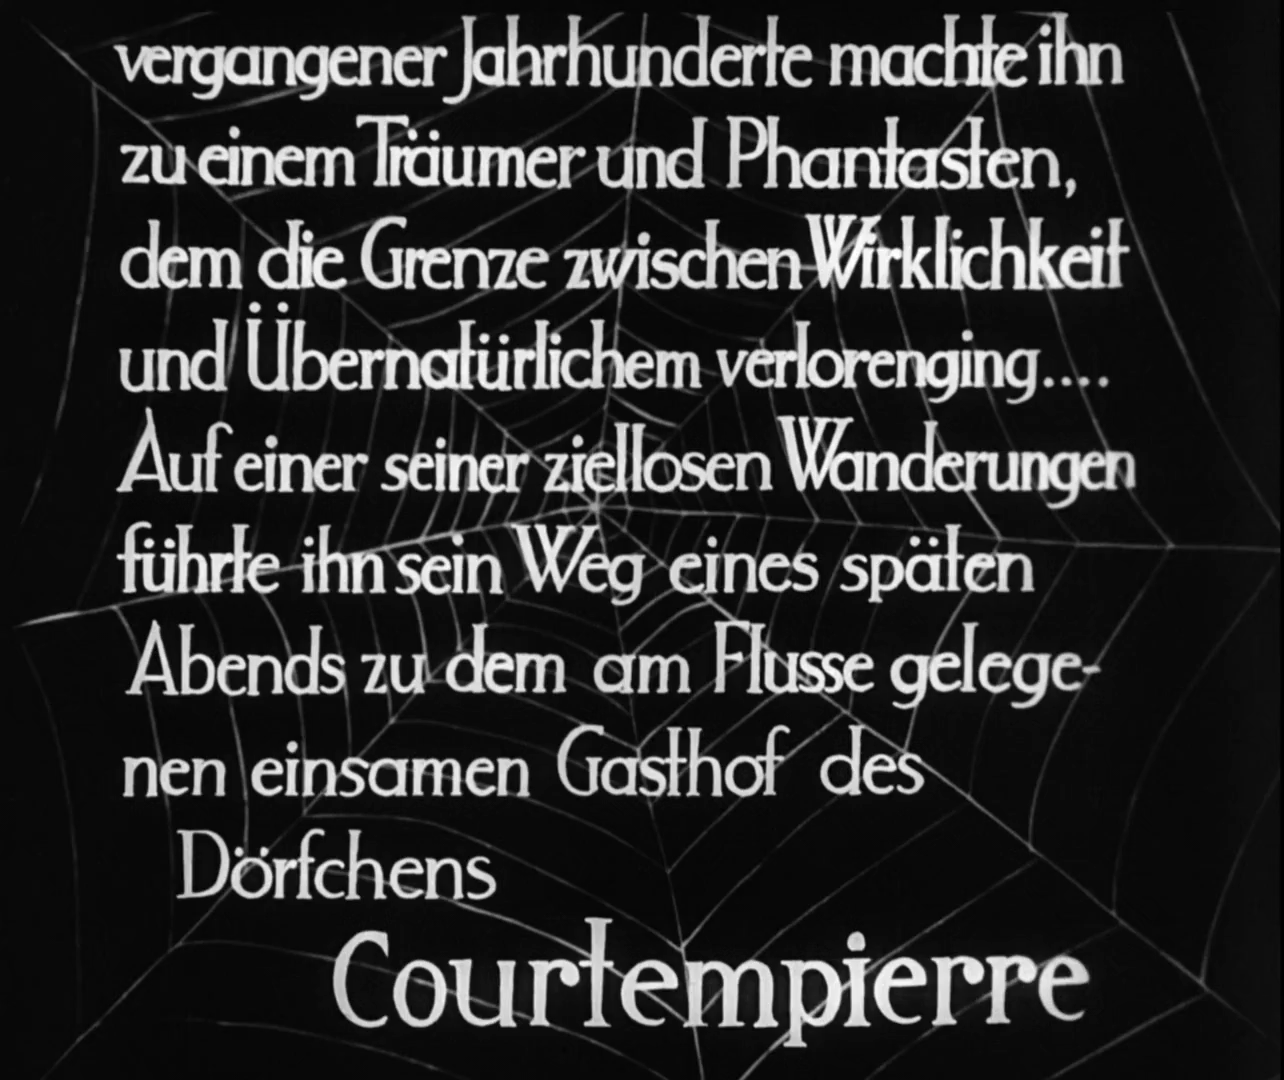 vergangener Jahrhunderte machte ihn
zu einem Träumer und Phantasten,
dem die Grenze zwischen Wirklichkeit
und Übernatürlichem verlorenging....
Auf einer seiner ziellosen Wanderungen
führte ihn sein Weg eines späten
Abends zu dem am Flusse gelege-
nen einsamen Gasthof des
Dörfchens
Courtempierre